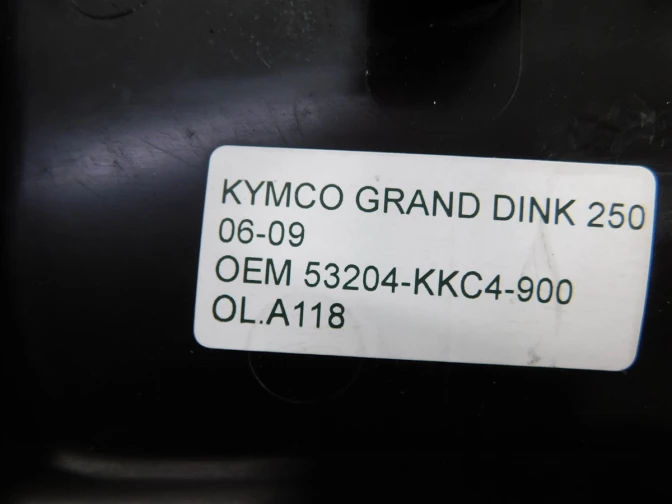 KYMCO GRAND DINK 250
06-09
OEM 53204-KKC4-900
OL.A118